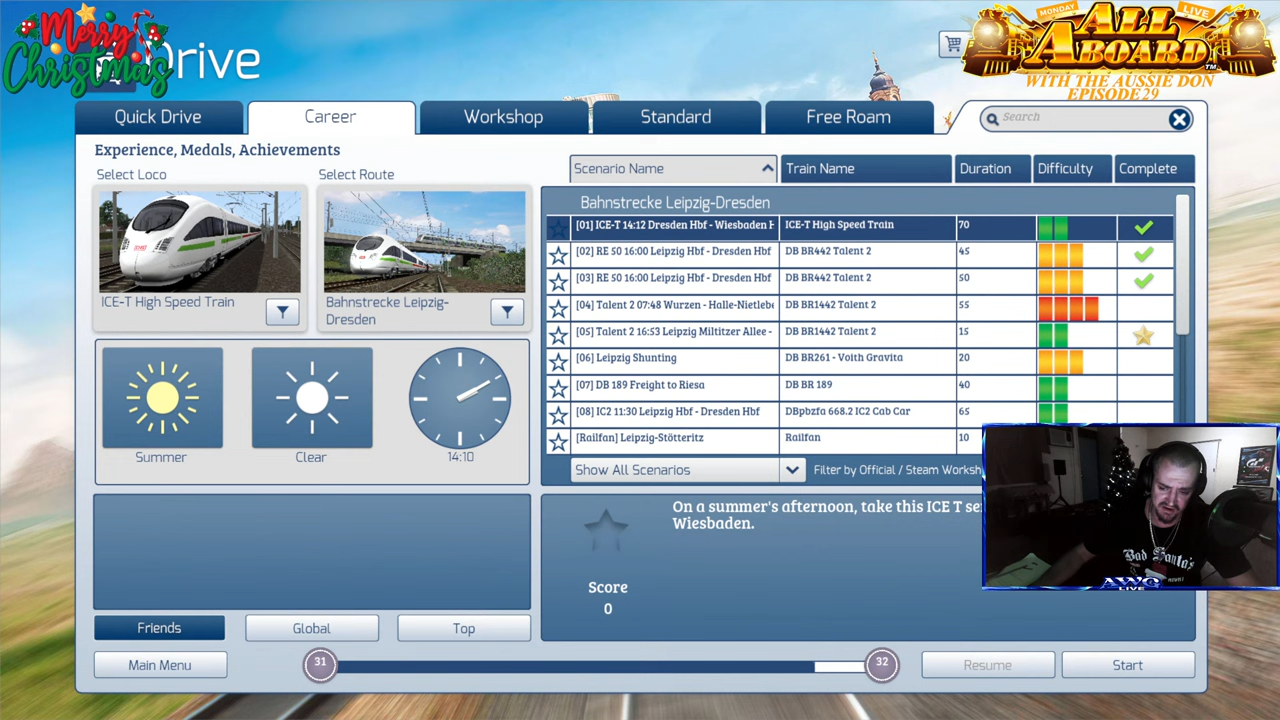 Merry
Christmas
Drive
MONDAY
LIVE
ALL
ABOARD™
WITH THE AUSSIE DON
EPISODE 29
Quick Drive
Career
Workshop
Standard
Free Roam
Search
Experience, Medals, Achievements
Select Loco
Select Route
ICE-T High Speed Train
Bahnstrecke Leipzig-
Dresden
Scenario Name
Train Name
Duration
Difficulty
Complete
Bahnstrecke Leipzig-Dresden
[01] ICE-T 14:12 Dresden Hbf - Wiesbaden H
ICE-T High Speed Train
70
[02] RE 50 16:00 Leipzig Hbf - Dresden Hbf
DB BR442 Talent 2
45
[03] RE 50 16:00 Leipzig Hbf - Dresden Hbf
DB BR442 Talent 2
50
[04] Talent 2 07:48 Wurzen - Halle-Nietlebe
DB BR1442 Talent 2
55
[05] Talent 2 16:53 Leipzig Miltitzer Allee -
DB BR1442 Talent 2
15
[06] Leipzig Shunting
DB BR261 - Voith Gravita
20
[07] DB 189 Freight to Riesa
DB BR 189
40
[08] IC2 11:30 Leipzig Hbf - Dresden Hbf
DBpbzfa 668.2 IC2 Cab Car
65
[Railfan] Leipzig-Stötteritz
Railfan
10
Show All Scenarios
Filter by Official / Steam Worksh
Summer
Clear
14:10
On a summer's afternoon, take this ICE T se
Wiesbaden.
Score
0
Bad Santa's
AWG
LIVE
Friends
Global
Top
Main Menu
31
32
Resume
Start